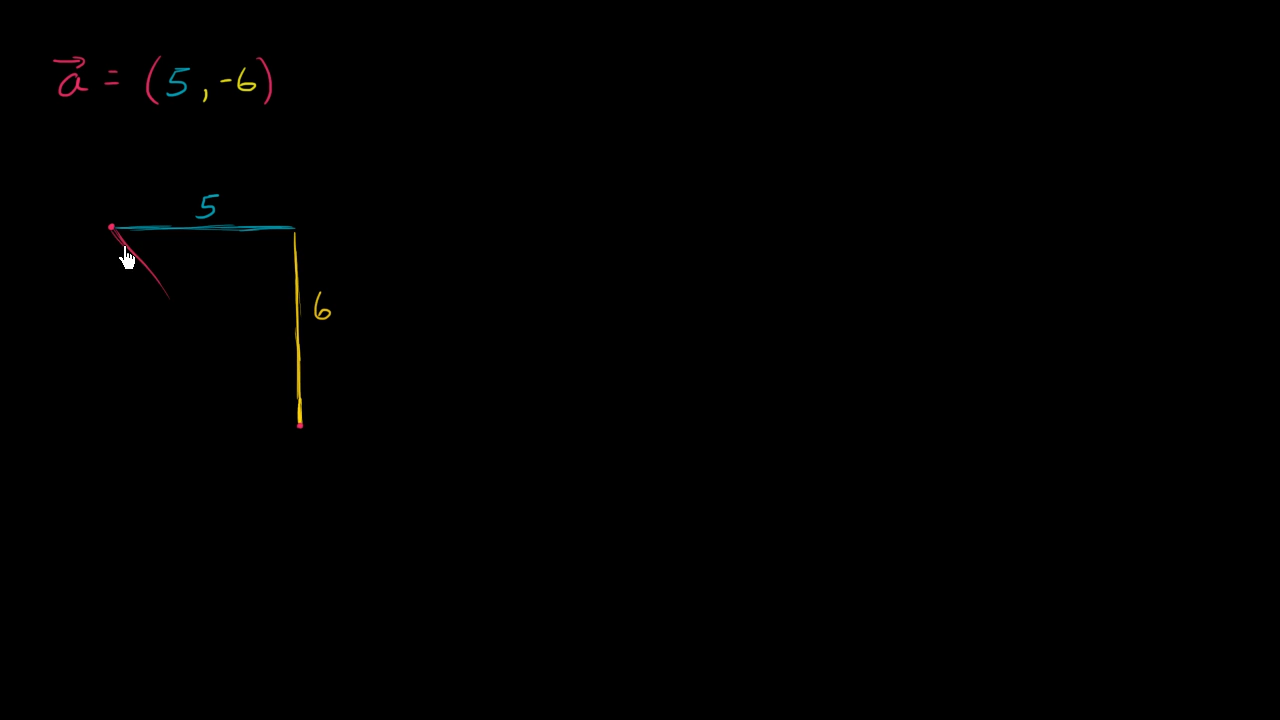 a⃗ = (5, -6)
5
6